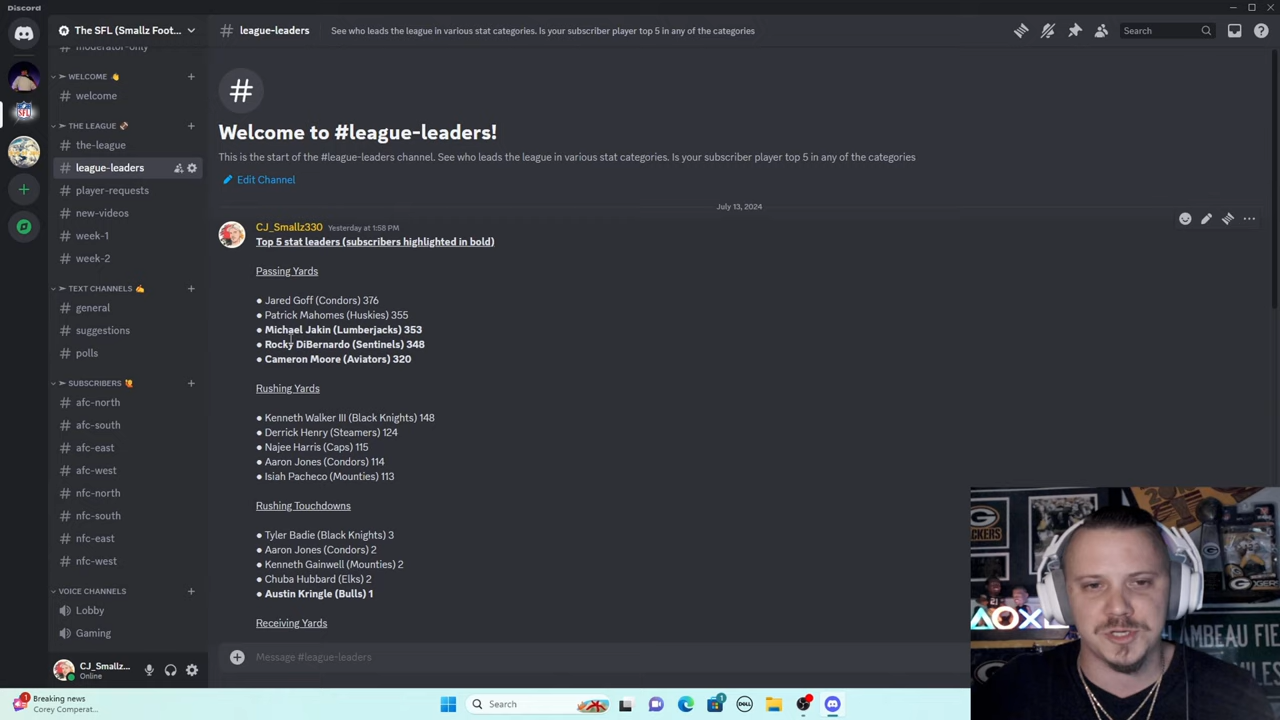 Discord
The SFL (Smallz Foot...
league-leaders
See who leads the league in various stat categories. Is your subscriber player top 5 in any of the categories
Search
moderator-only
WELCOME 👋
welcome
THE LEAGUE 🏈
the-league
league-leaders
player-requests
new-videos
week-1
week-2
TEXT CHANNELS ✍
general
suggestions
polls
SUBSCRIBERS 🙋
afc-north
afc-south
afc-east
afc-west
nfc-north
nfc-south
nfc-east
nfc-west
VOICE CHANNELS
Lobby
Gaming
CJ_Smallz...
Online
Welcome to #league-leaders!
This is the start of the #league-leaders channel. See who leads the league in various stat categories. Is your subscriber player top 5 in any of the categories
Edit Channel
July 13, 2024
CJ_Smallz330 Yesterday at 1:58 PM
Top 5 stat leaders (subscribers highlighted in bold)
Passing Yards
● Jared Goff (Condors) 376
● Patrick Mahomes (Huskies) 355
● Michael Jakin (Lumberjacks) 353
● Rocky DiBernardo (Sentinels) 348
● Cameron Moore (Aviators) 320
Rushing Yards
● Kenneth Walker III (Black Knights) 148
● Derrick Henry (Steamers) 124
● Najee Harris (Caps) 115
● Aaron Jones (Condors) 114
● Isiah Pacheco (Mounties) 113
Rushing Touchdowns
● Tyler Badie (Black Knights) 3
● Aaron Jones (Condors) 2
● Kenneth Gainwell (Mounties) 2
● Chuba Hubbard (Elks) 2
● Austin Kringle (Bulls) 1
Receiving Yards
Message #league-leaders
1
Breaking news
Corey Comperat...
Search
DELL